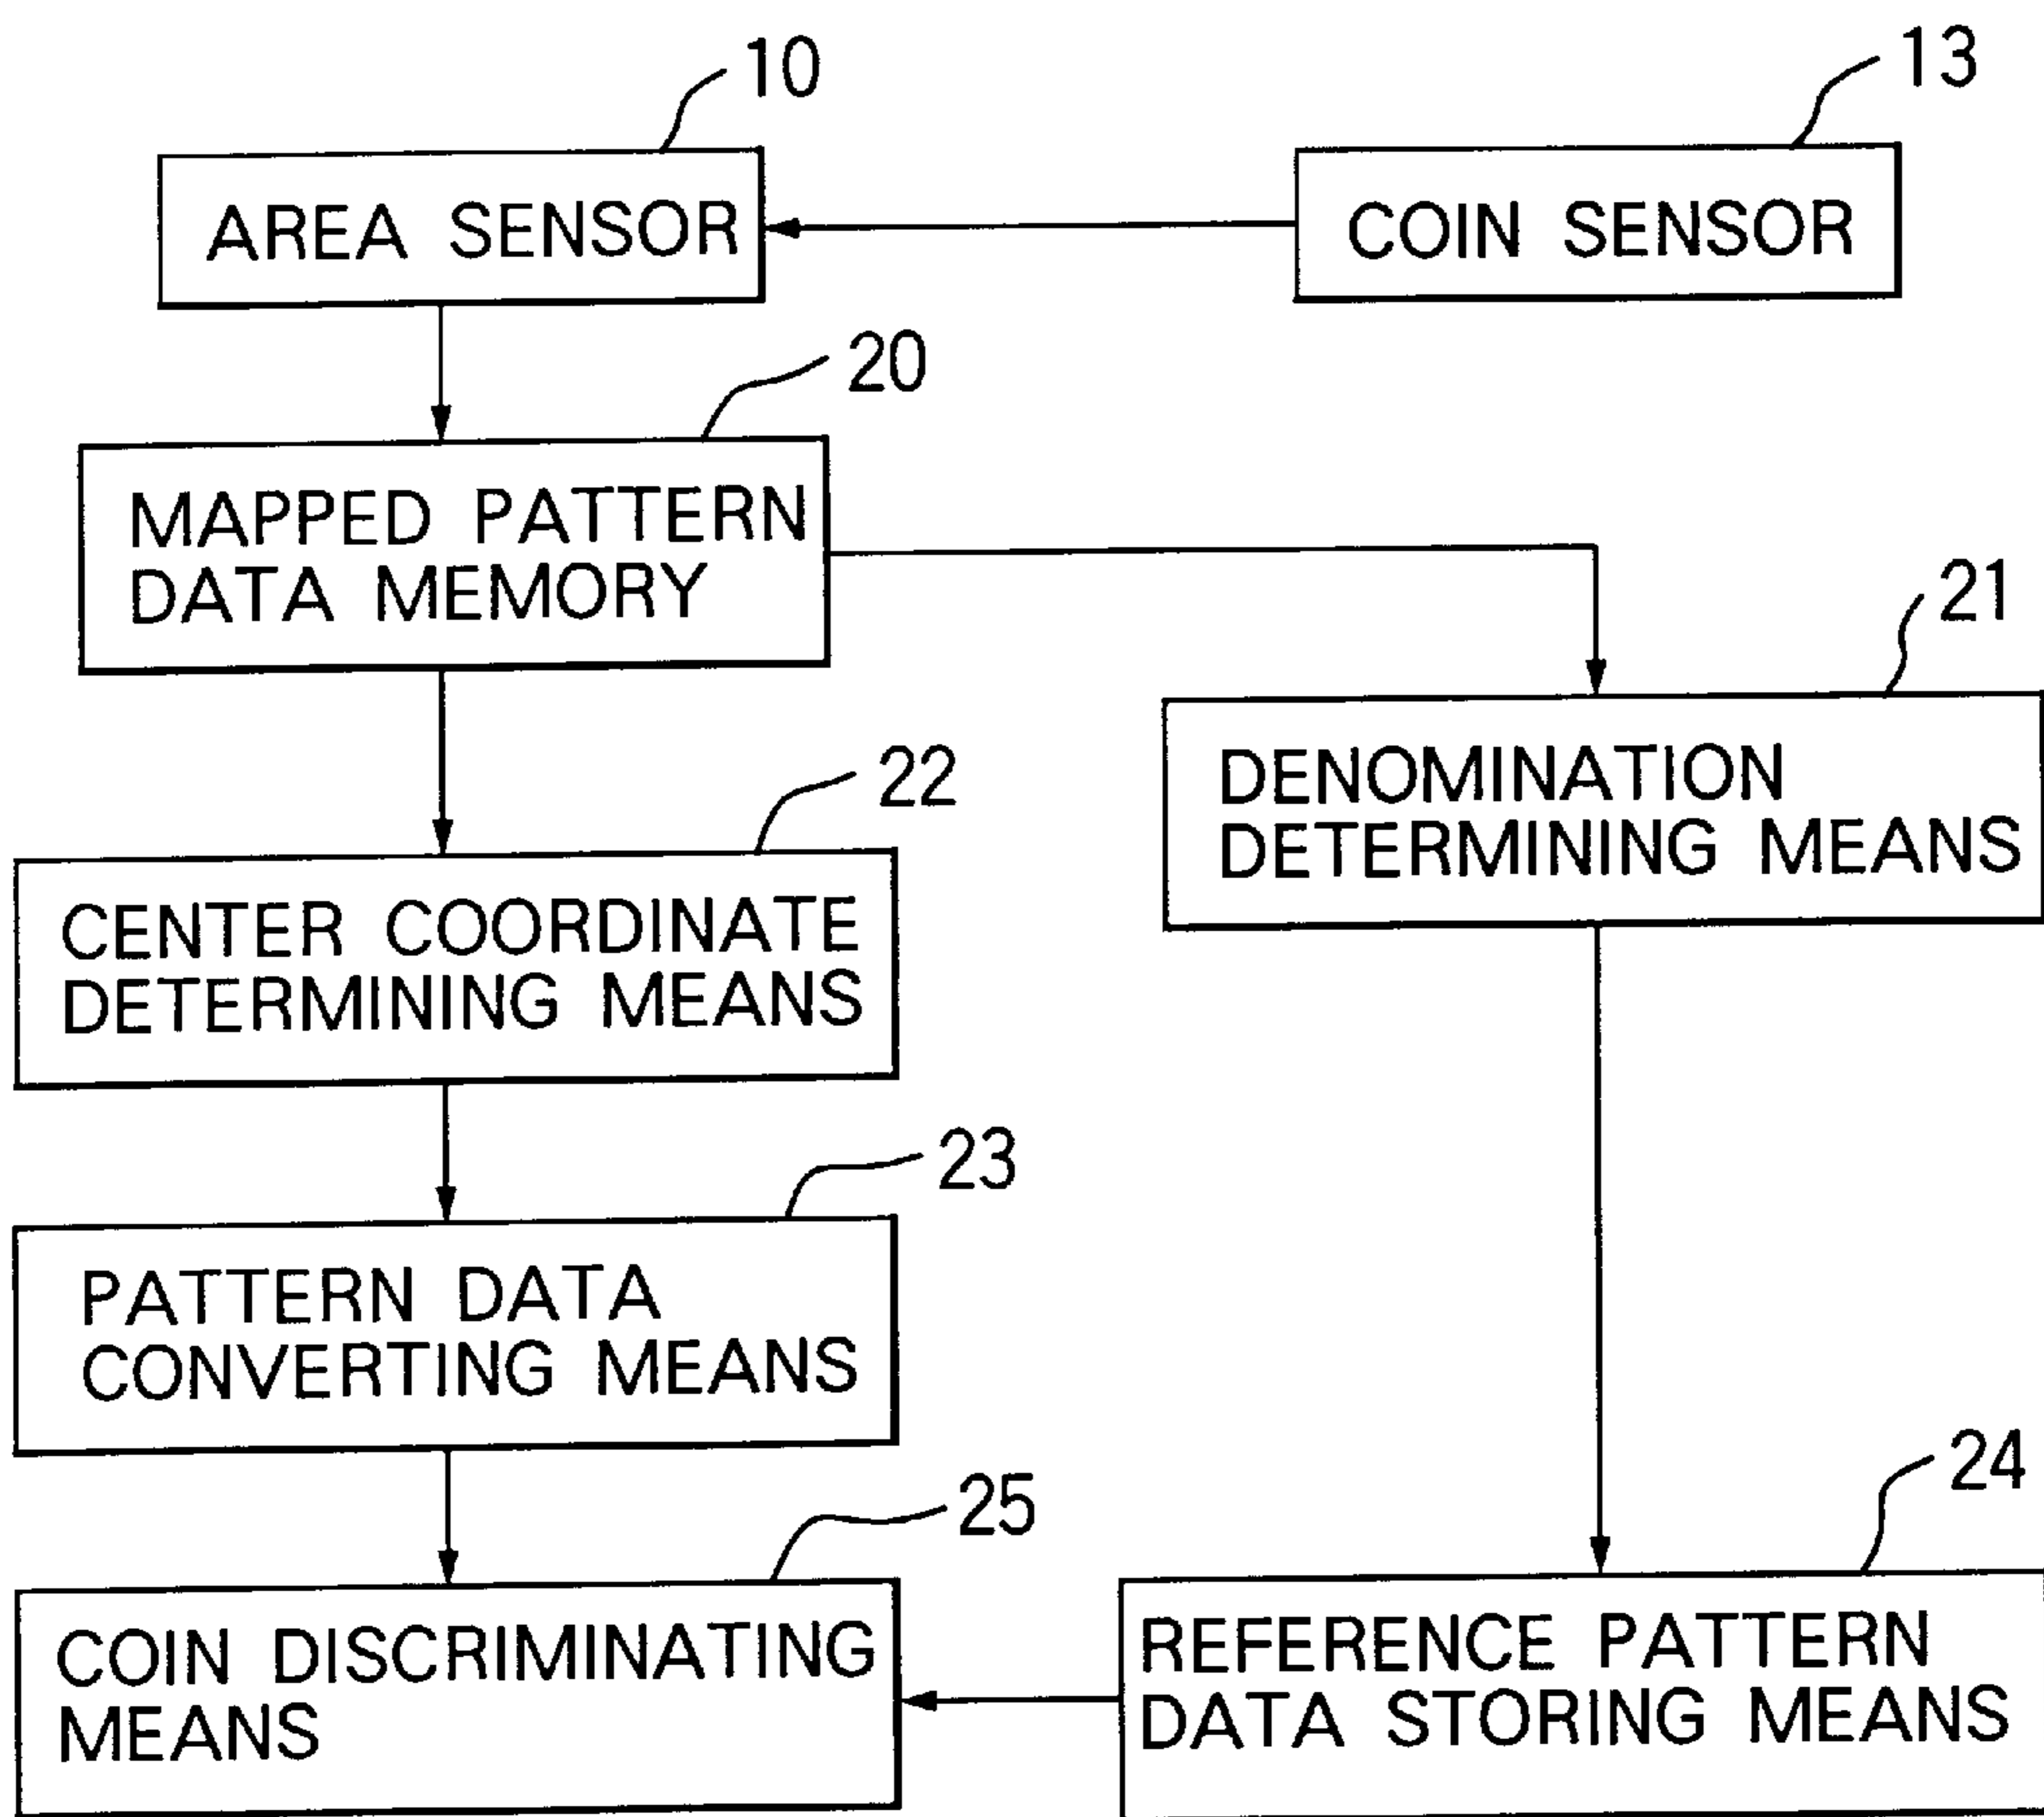 10
13
AREA SENSOR
COIN SENSOR
20
MAPPED PATTERN
DATA MEMORY
21
DENOMINATION
DETERMINING MEANS
22
CENTER COORDINATE
DETERMINING MEANS
23
PATTERN DATA
CONVERTING MEANS
24
25
COIN DISCRIMINATING
MEANS
REFERENCE PATTERN
DATA STORING MEANS